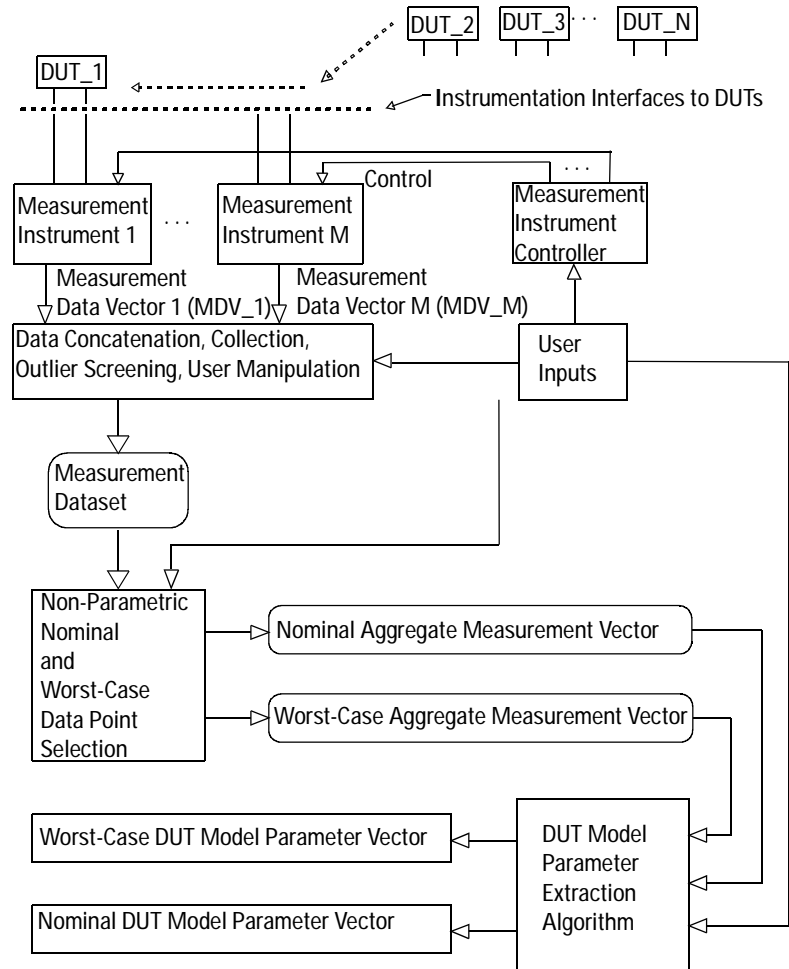 DUT_2
DUT_3
· · ·
DUT_N
DUT_1
Instrumentation Interfaces to DUTs
Control
· · ·
Measurement
Instrument 1
· · ·
Measurement
Instrument M
Measurement
Instrument
Controller
Measurement
Data Vector 1 (MDV_1)
Measurement
Data Vector M (MDV_M)
Data Concatenation, Collection,
Outlier Screening, User Manipulation
User
Inputs
Measurement
Dataset
Non-Parametric
Nominal
and
Worst-Case
Data Point
Selection
Nominal Aggregate Measurement Vector
Worst-Case Aggregate Measurement Vector
Worst-Case DUT Model Parameter Vector
Nominal DUT Model Parameter Vector
DUT Model
Parameter
Extraction
Algorithm